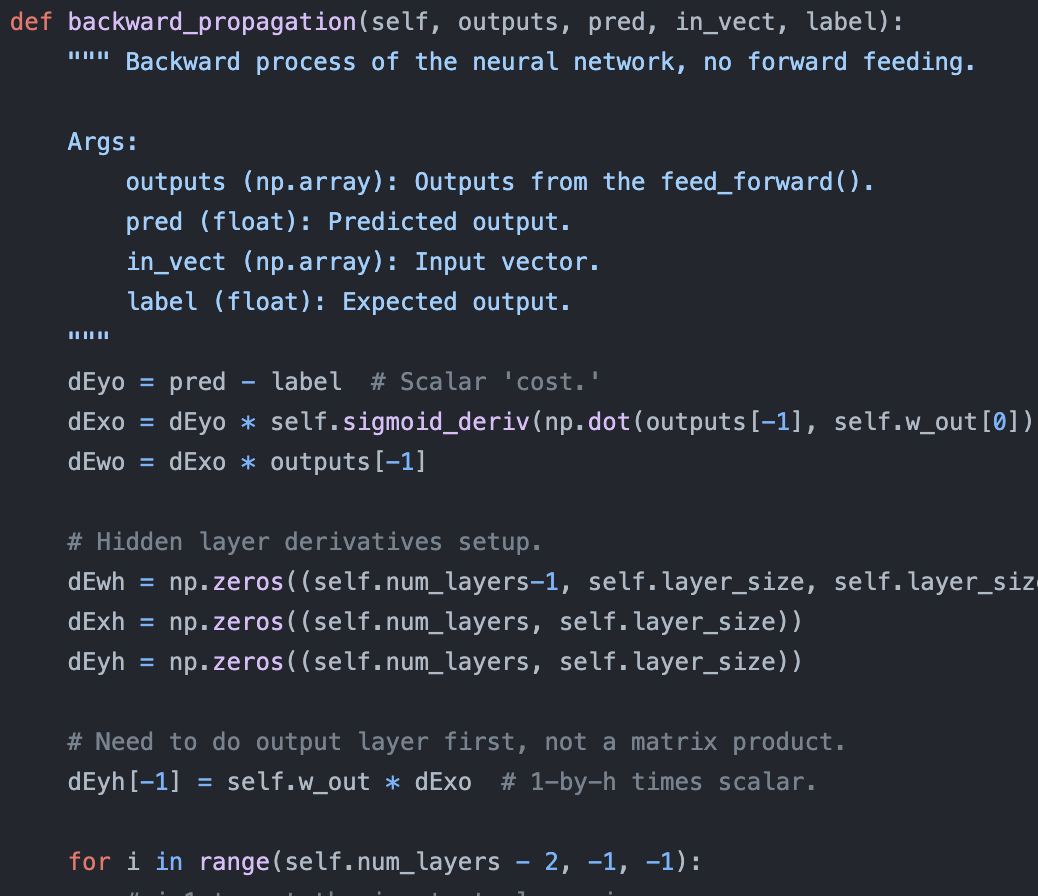 def backward_propagation(self, outputs, pred, in_vect, label):
    """ Backward process of the neural network, no forward feeding.

    Args:
        outputs (np.array): Outputs from the feed_forward().
        pred (float): Predicted output.
        in_vect (np.array): Input vector.
        label (float): Expected output.
    """
    dEyo = pred - label  # Scalar 'cost.'
    dExo = dEyo * self.sigmoid_deriv(np.dot(outputs[-1], self.w_out[0])
    dEwo = dExo * outputs[-1]

    # Hidden layer derivatives setup.
    dEwh = np.zeros((self.num_layers-1, self.layer_size, self.layer_size
    dExh = np.zeros((self.num_layers, self.layer_size))
    dEyh = np.zeros((self.num_layers, self.layer_size))

    # Need to do output layer first, not a matrix product.
    dEyh[-1] = self.w_out * dExo  # 1-by-h times scalar.

    for i in range(self.num_layers - 2, -1, -1):